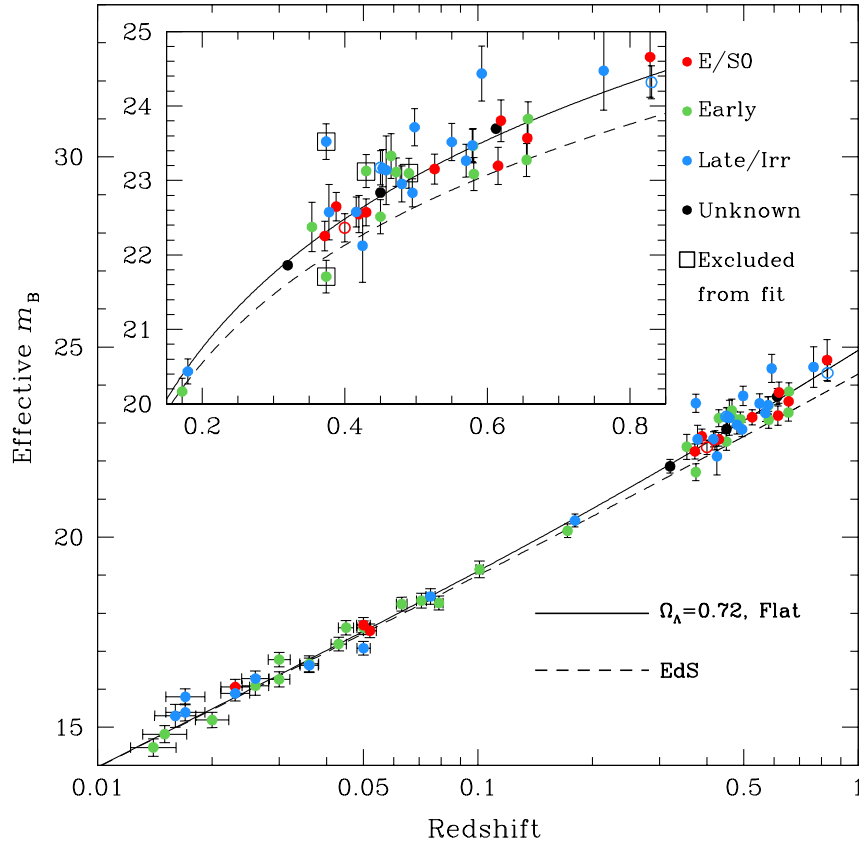 25
24
23
22
21
20
0.2
0.4
0.6
0.8
E/S0
Early
Late/Irr
Unknown
Excluded
from fit
30
25
20
15
Effective m_B
Ω_Λ=0.72, Flat
EdS
0.01
0.05
0.1
0.5
1
Redshift